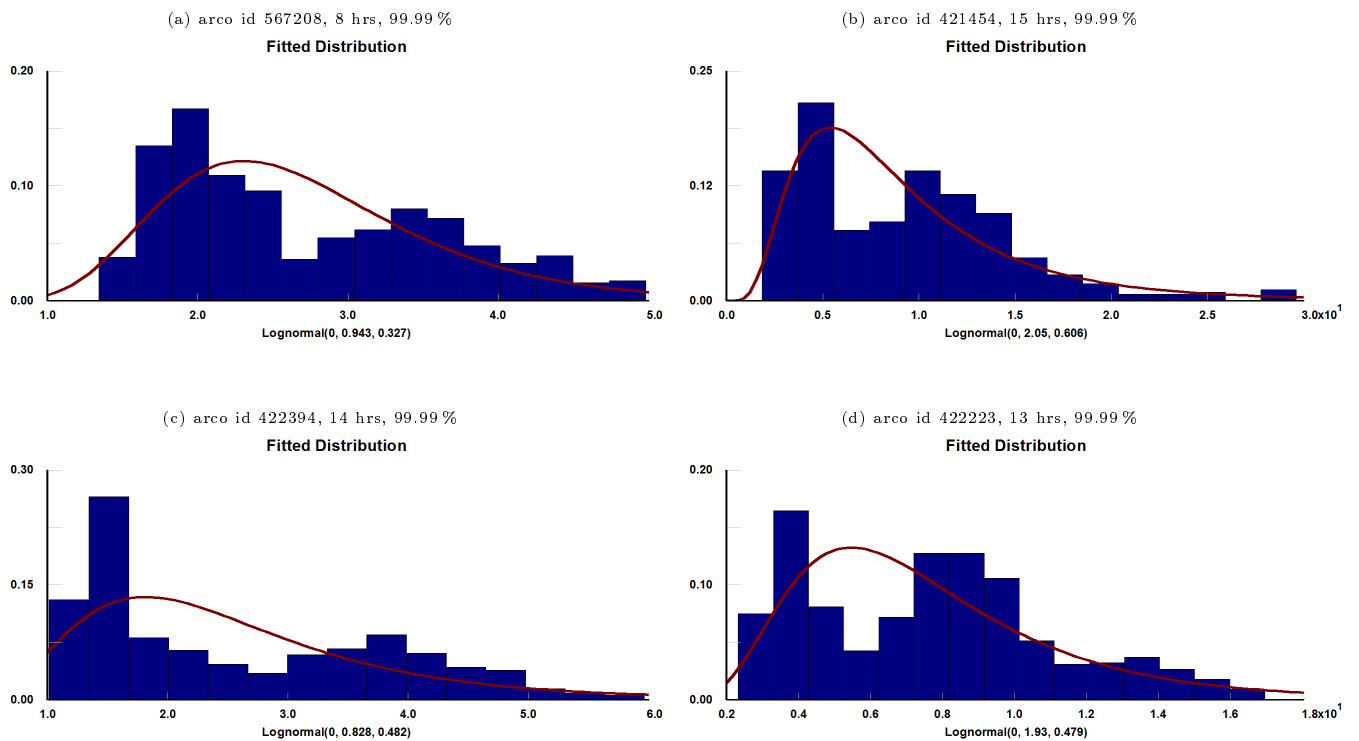 (a) arco id 567208, 8 hrs, 99.99 %
Fitted Distribution
0.20
0.10
0.00
1.0 2.0 3.0 4.0 5.0
Lognormal(0, 0.943, 0.327)
(b) arco id 421454, 15 hrs, 99.99 %
Fitted Distribution
0.25
0.12
0.00
0.0 0.5 1.0 1.5 2.0 2.5 3.0x10¹
Lognormal(0, 2.05, 0.606)
(c) arco id 422394, 14 hrs, 99.99 %
Fitted Distribution
0.30
0.15
0.00
1.0 2.0 3.0 4.0 5.0 6.0
Lognormal(0, 0.828, 0.482)
(d) arco id 422223, 13 hrs, 99.99 %
Fitted Distribution
0.20
0.10
0.00
0.2 0.4 0.6 0.8 1.0 1.2 1.4 1.6 1.8x10¹
Lognormal(0, 1.93, 0.479)